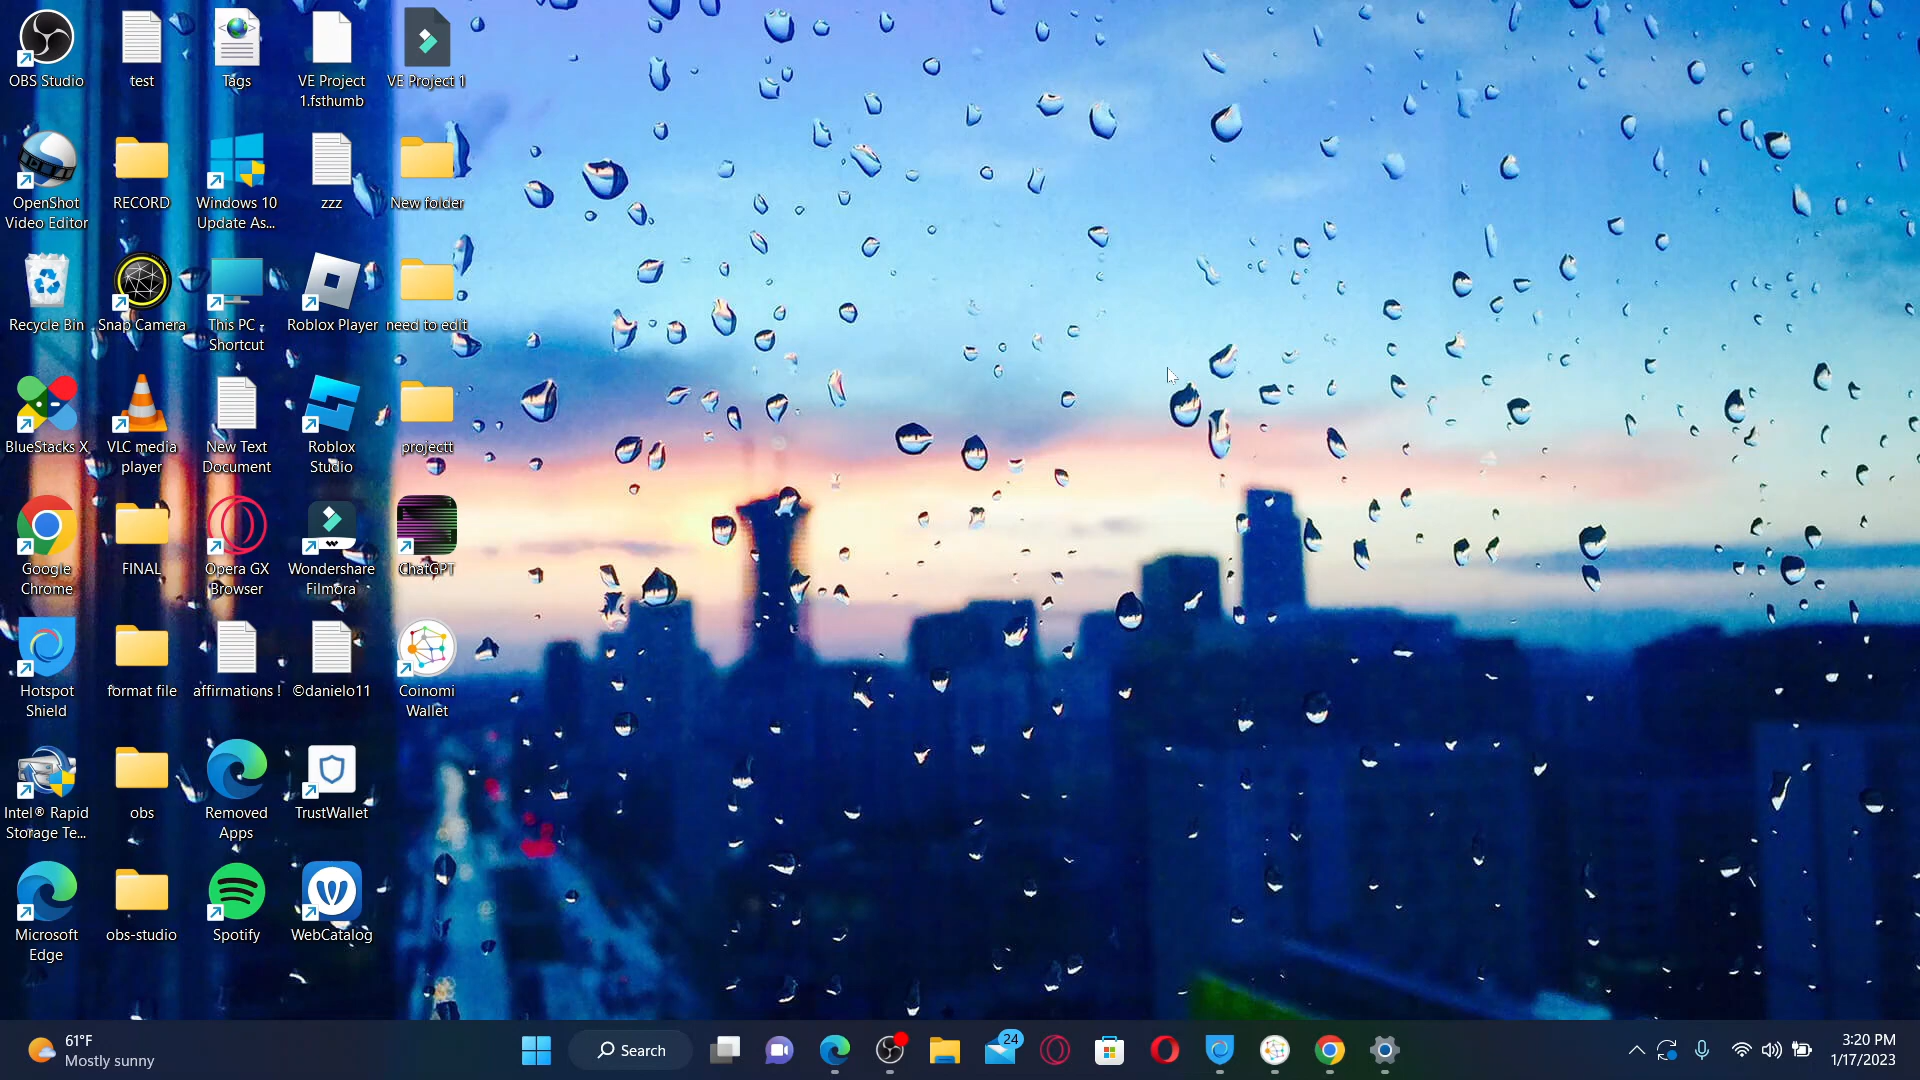 OBS Studio
test
Tags
VE Project
1.fsthumb
VE Project 1
OpenShot
Video Editor
RECORD
Windows 10
Update As...
zzz
New folder
Recycle Bin
Snap Camera
This PC -
Shortcut
Roblox Player
need to edit
BlueStacks X
VLC media
player
New Text
Document
Roblox
Studio
projectt
Google
Chrome
FINAL
Opera GX
Browser
Wondershare
Filmora
ChatGPT
Hotspot
Shield
format file
affirmations !
©danielo11
Coinomi
Wallet
Intel® Rapid
Storage Te...
obs
Removed
Apps
TrustWallet
Microsoft
Edge
obs-studio
Spotify
WebCatalog
61°F
Mostly sunny
Search
24
3:20 PM
1/17/2023